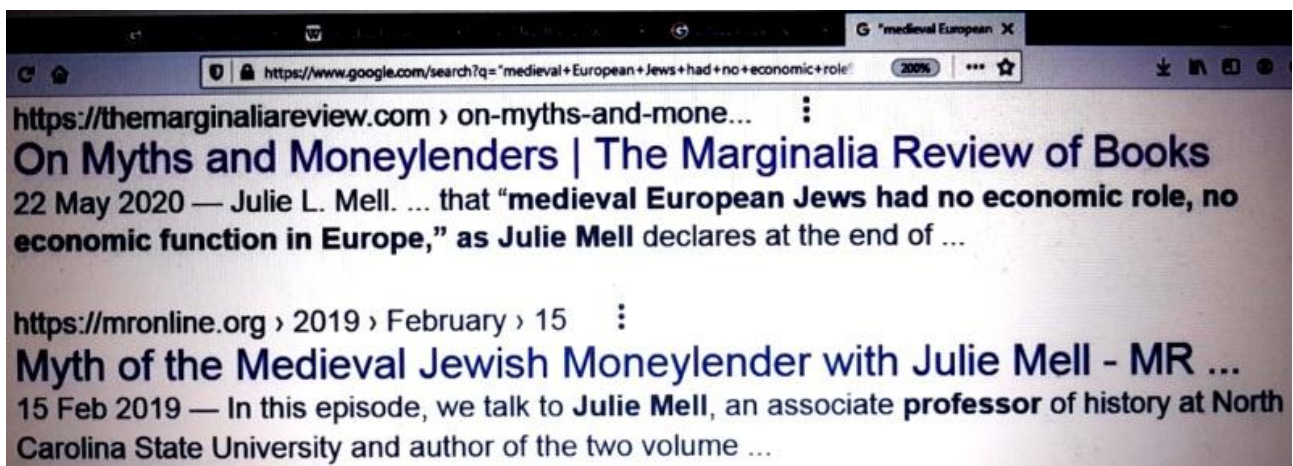 G "medieval European X
https://www.google.com/search?q="medieval+European+Jews+had+no+economic+role"
200%
https://themarginaliareview.com › on-myths-and-mone...
On Myths and Moneylenders | The Marginalia Review of Books
22 May 2020 — Julie L. Mell. ... that “medieval European Jews had no economic role, no
economic function in Europe,” as Julie Mell declares at the end of ...
https://mronline.org › 2019 › February › 15
Myth of the Medieval Jewish Moneylender with Julie Mell - MR ...
15 Feb 2019 — In this episode, we talk to Julie Mell, an associate professor of history at North
Carolina State University and author of the two volume ...